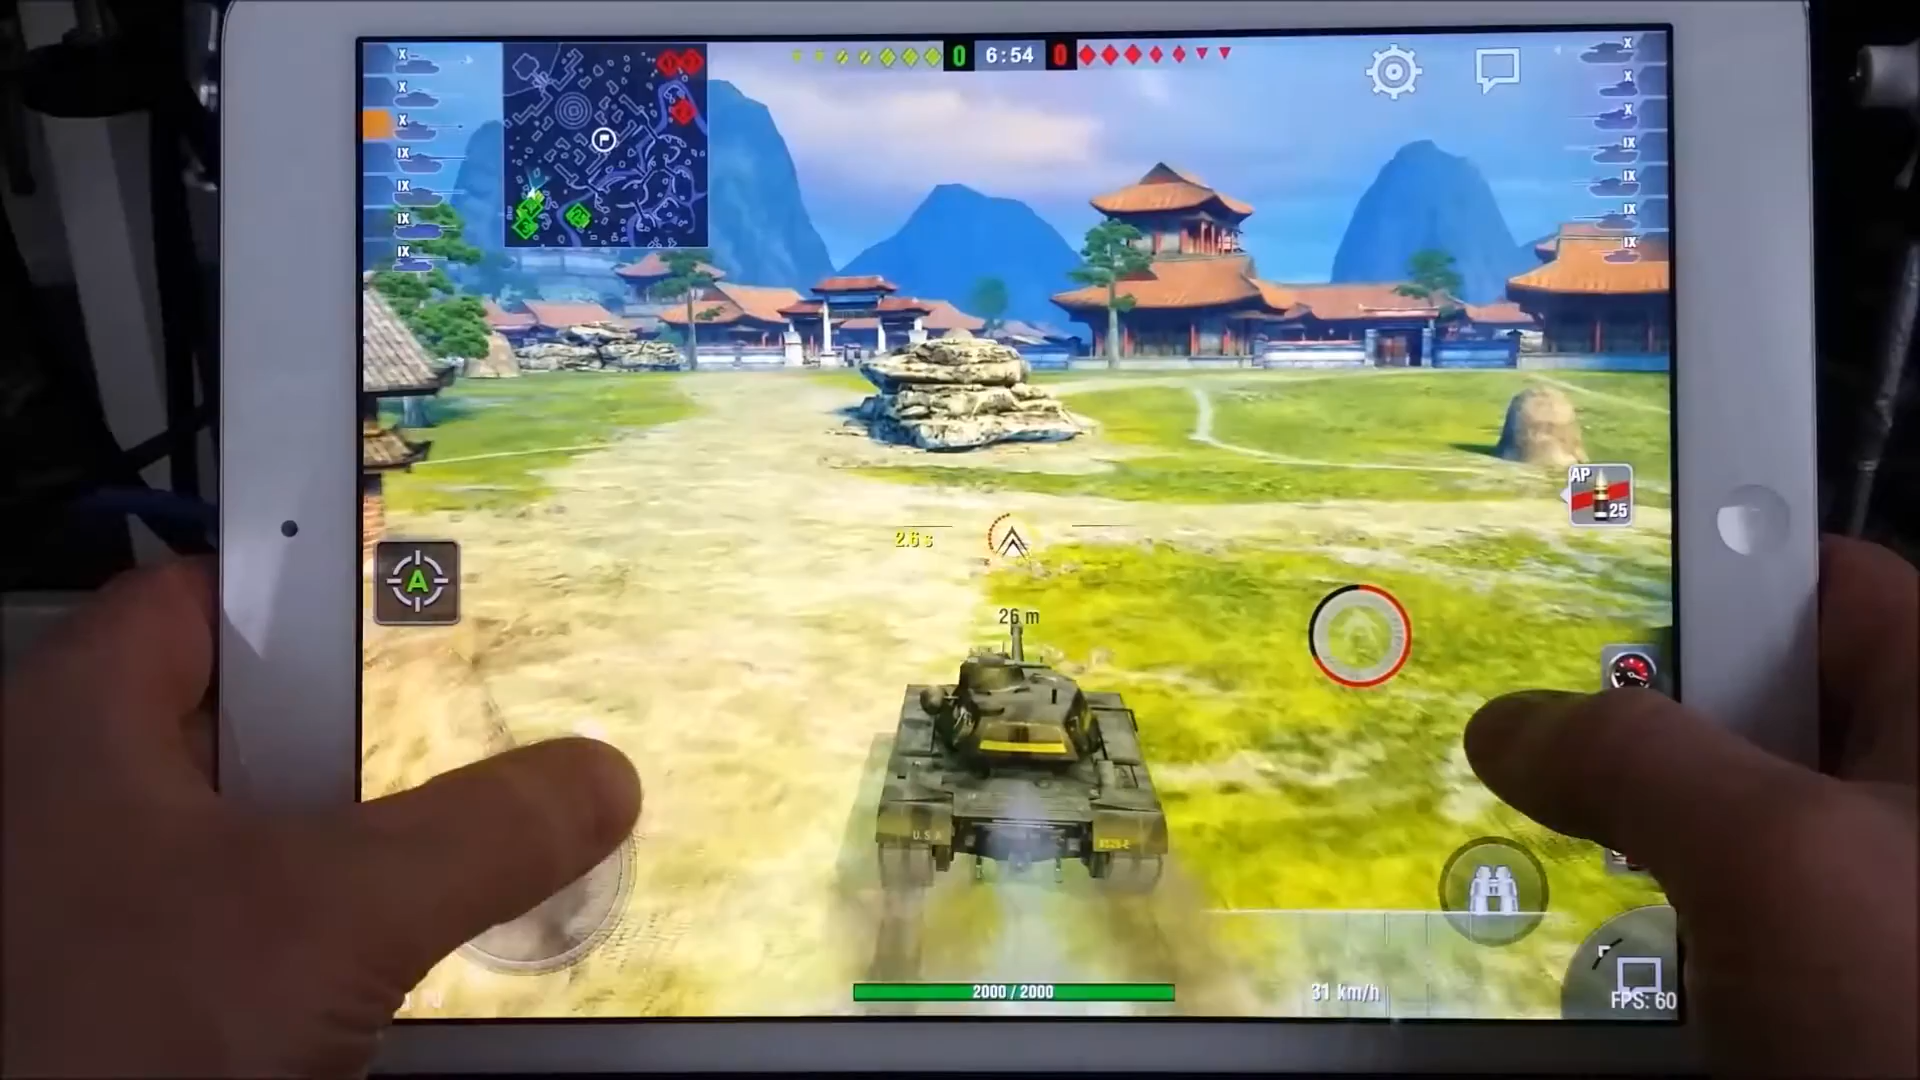 X
X
X
IX
IX
IX
IX
0 6:54 0
X
X
X
IX
IX
IX
IX
AP
25
2.6 s
A
26 m
U.S.A
2000 / 2000
31 km/h
FPS: 60